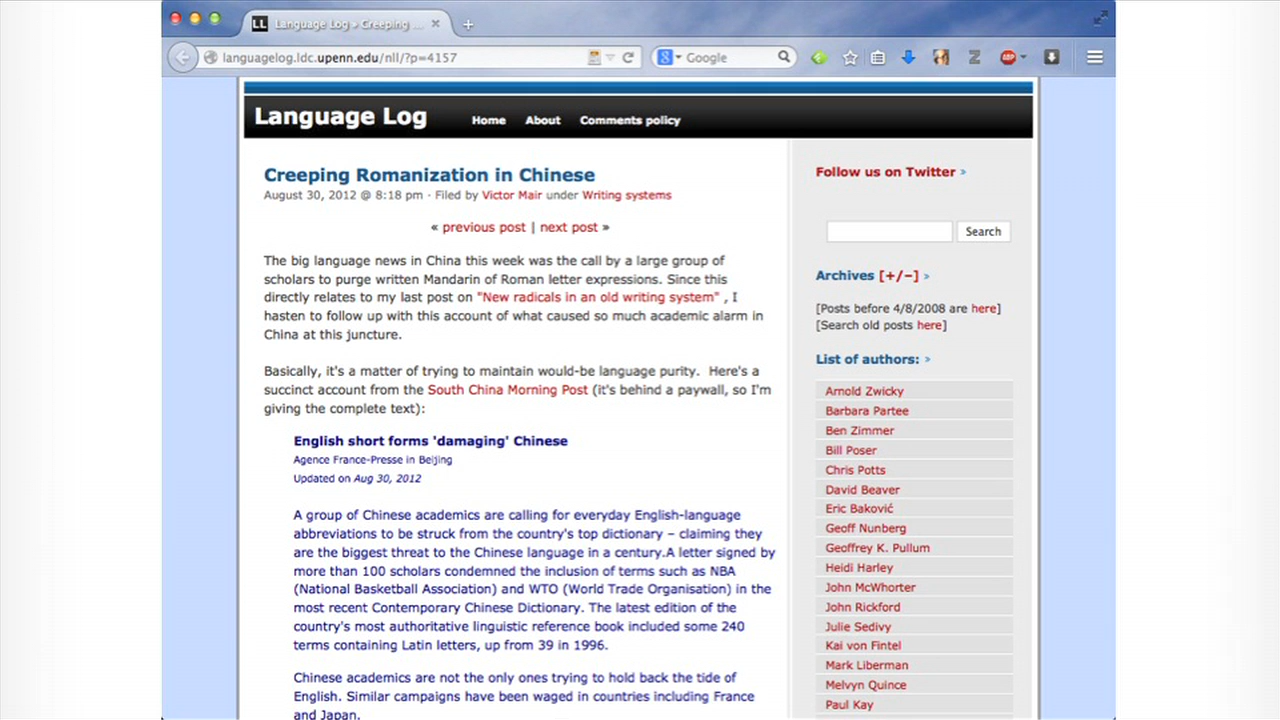 LL Language Log » Creeping ...
languagelog.ldc.upenn.edu/nll/?p=4157
Google
Language Log Home About Comments policy
Creeping Romanization in Chinese
August 30, 2012 @ 8:18 pm · Filed by Victor Mair under Writing systems
« previous post | next post »
The big language news in China this week was the call by a large group of
scholars to purge written Mandarin of Roman letter expressions. Since this
directly relates to my last post on "New radicals in an old writing system" , I
hasten to follow up with this account of what caused so much academic alarm in
China at this juncture.
Basically, it's a matter of trying to maintain would-be language purity. Here's a
succinct account from the South China Morning Post (it's behind a paywall, so I'm
giving the complete text):
English short forms 'damaging' Chinese
Agence France-Presse in Beijing
Updated on Aug 30, 2012
A group of Chinese academics are calling for everyday English-language
abbreviations to be struck from the country's top dictionary – claiming they
are the biggest threat to the Chinese language in a century.A letter signed by
more than 100 scholars condemned the inclusion of terms such as NBA
(National Basketball Association) and WTO (World Trade Organisation) in the
most recent Contemporary Chinese Dictionary. The latest edition of the
country's most authoritative linguistic reference book included some 240
terms containing Latin letters, up from 39 in 1996.
Chinese academics are not the only ones trying to hold back the tide of
English. Similar campaigns have been waged in countries including France
and Japan.
Follow us on Twitter »
Search
Archives [+/−] »
[Posts before 4/8/2008 are here]
[Search old posts here]
List of authors: »
Arnold Zwicky
Barbara Partee
Ben Zimmer
Bill Poser
Chris Potts
David Beaver
Eric Baković
Geoff Nunberg
Geoffrey K. Pullum
Heidi Harley
John McWhorter
John Rickford
Julie Sedivy
Kai von Fintel
Mark Liberman
Melvyn Quince
Paul Kay